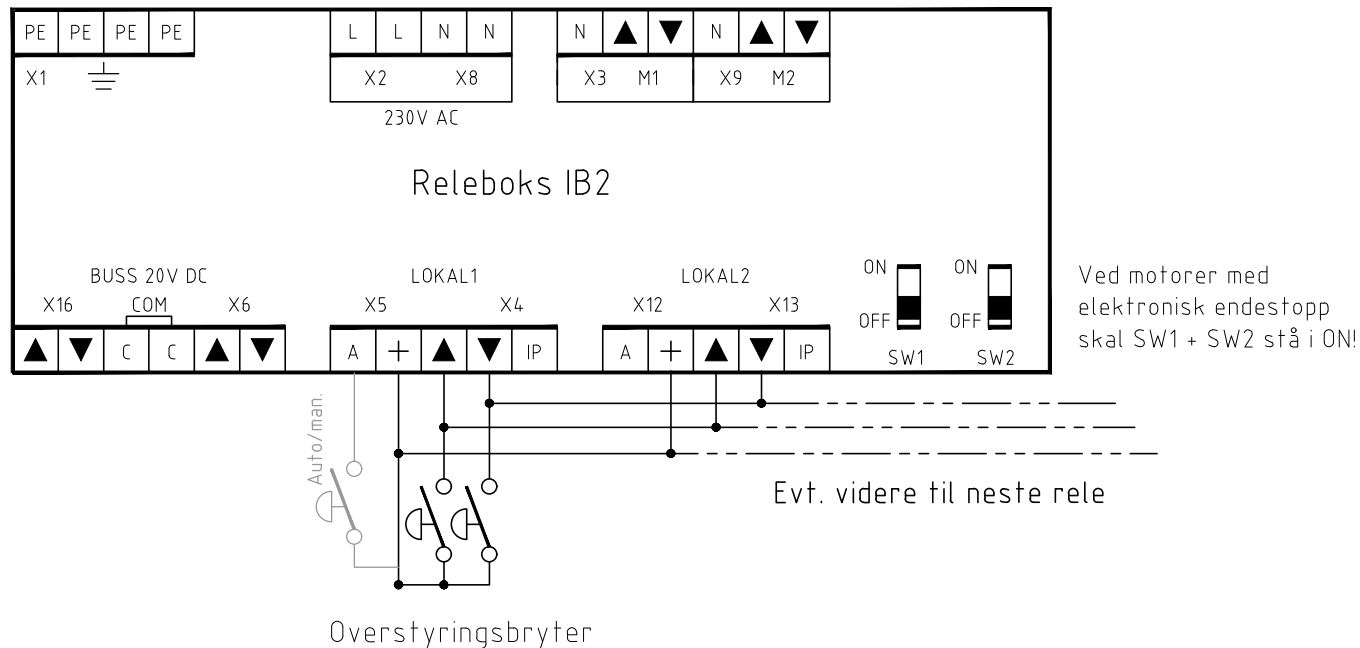 PE PE PE PE L L N N N ▲ ▼ N ▲ ▼
X1 X2 X8 X3 M1 X9 M2
230V AC
Releboks IB2
BUSS 20V DC LOKAL1 LOKAL2 ON ON
X16 COM X6 X5 X4 X12 X13
OFF OFF
▲ ▼ C C ▲ ▼ A + ▲ ▼ IP A + ▲ ▼ IP
SW1 SW2
Ved motorer med
elektronisk endestopp
skal SW1 + SW2 stå i ON!
Auto/man.
Evt. videre til neste rele
Overstyringsbryter